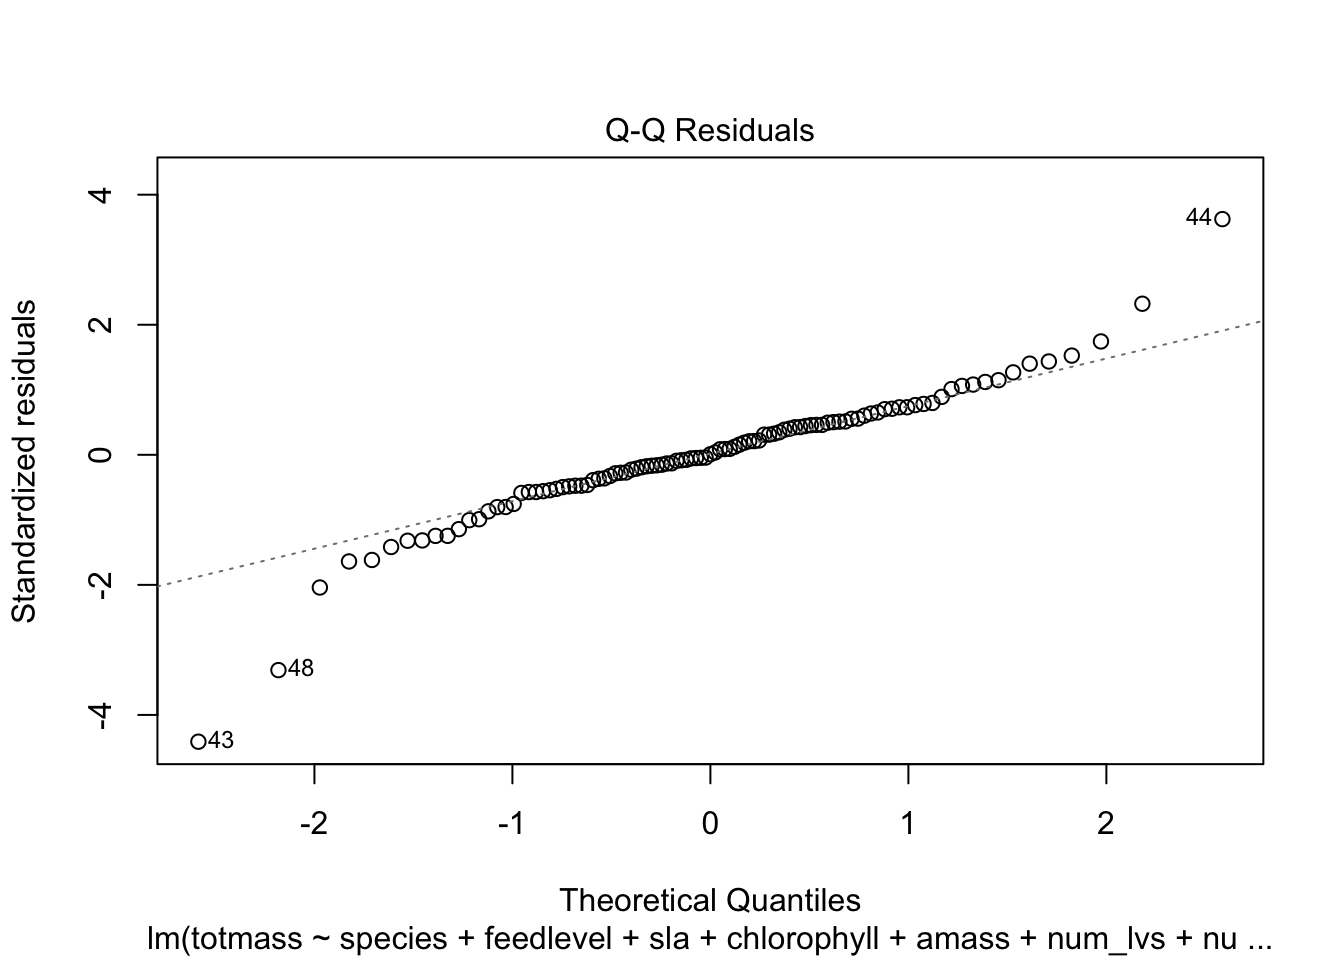 Q-Q Residuals
4
2
0
-2
-4
Standardized residuals
44
48
43
-2 -1 0 1 2
Theoretical Quantiles
lm(totmass ~ species + feedlevel + sla + chlorophyll + amass + num_lvs + nu ...